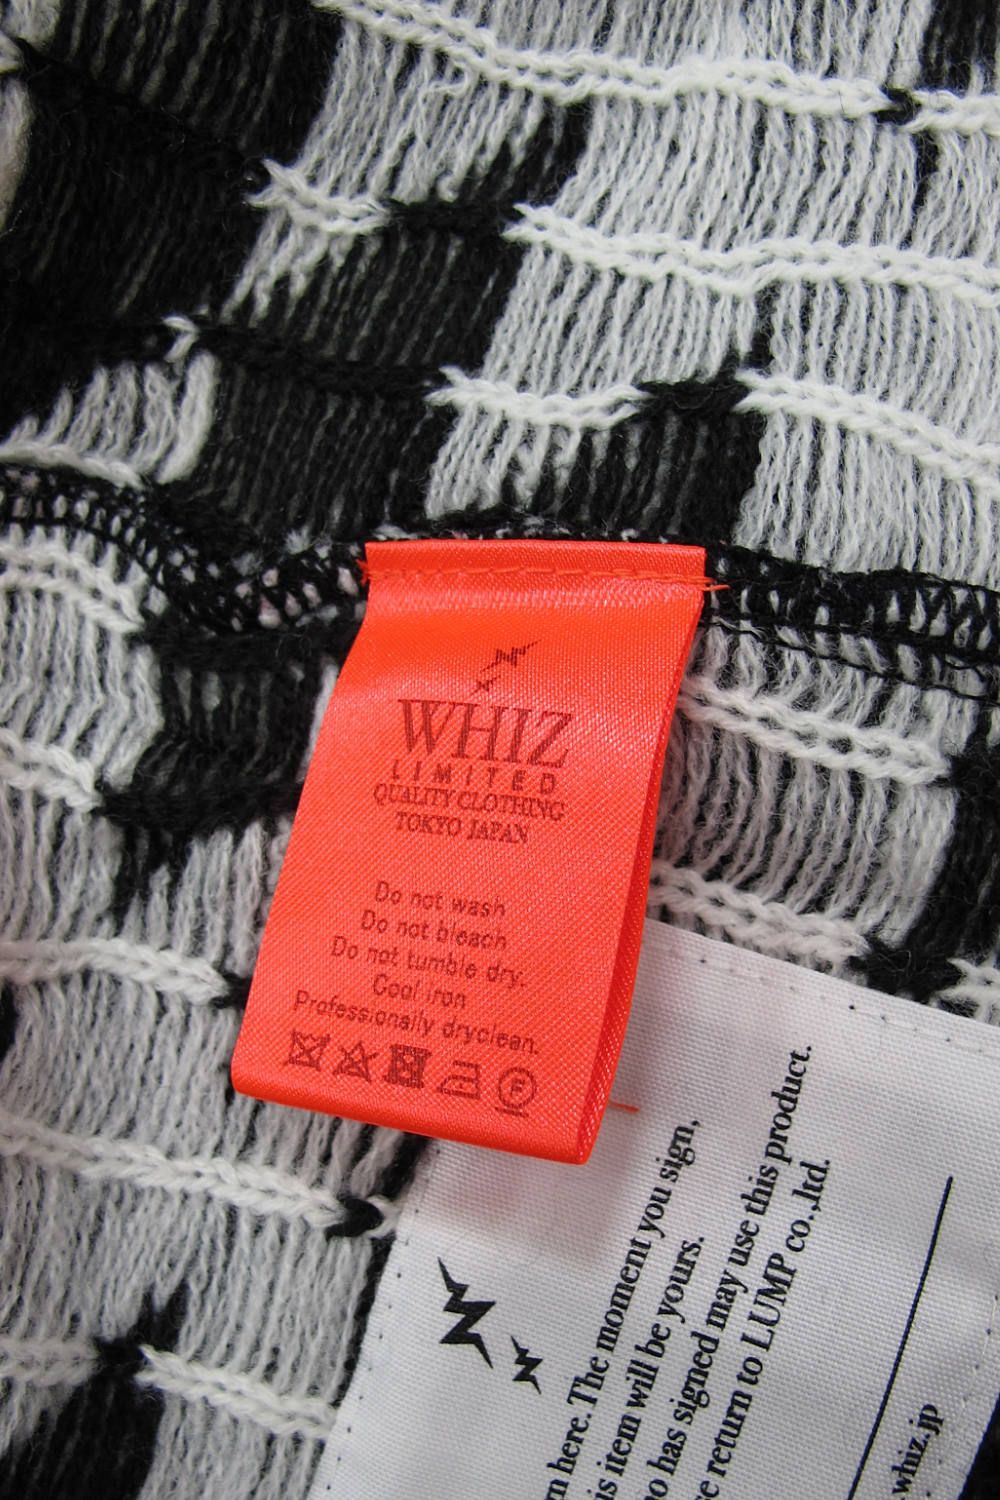 WHIZ
LIMITED
QUALITY CLOTHING
TOKYO JAPAN
Do not wash
Do not bleach
Do not tumble dry.
Cool iron
Professionally dryclean.
F
here. The moment you sign,
item will be yours.
has signed may use this product.
return to LUMP co.,ltd.
whiz.jp